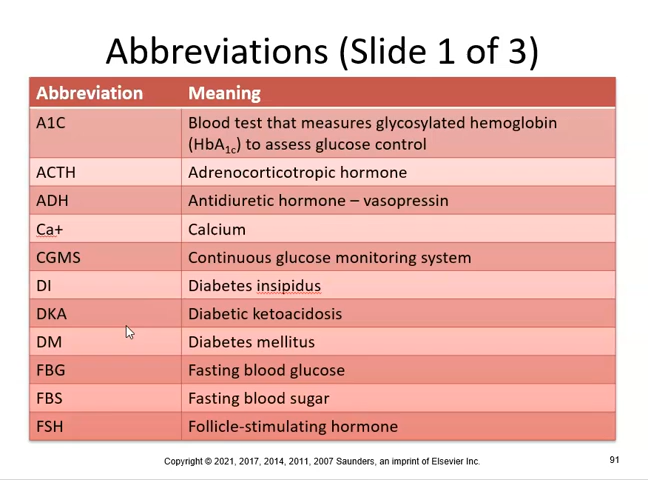 Abbreviations (Slide 1 of 3)
Abbreviation Meaning
A1C Blood test that measures glycosylated hemoglobin
(HbA1c) to assess glucose control
ACTH Adrenocorticotropic hormone
ADH Antidiuretic hormone – vasopressin
Ca+ Calcium
CGMS Continuous glucose monitoring system
DI Diabetes insipidus
DKA Diabetic ketoacidosis
DM Diabetes mellitus
FBG Fasting blood glucose
FBS Fasting blood sugar
FSH Follicle-stimulating hormone
Copyright © 2021, 2017, 2014, 2011, 2007 Saunders, an imprint of Elsevier Inc. 91